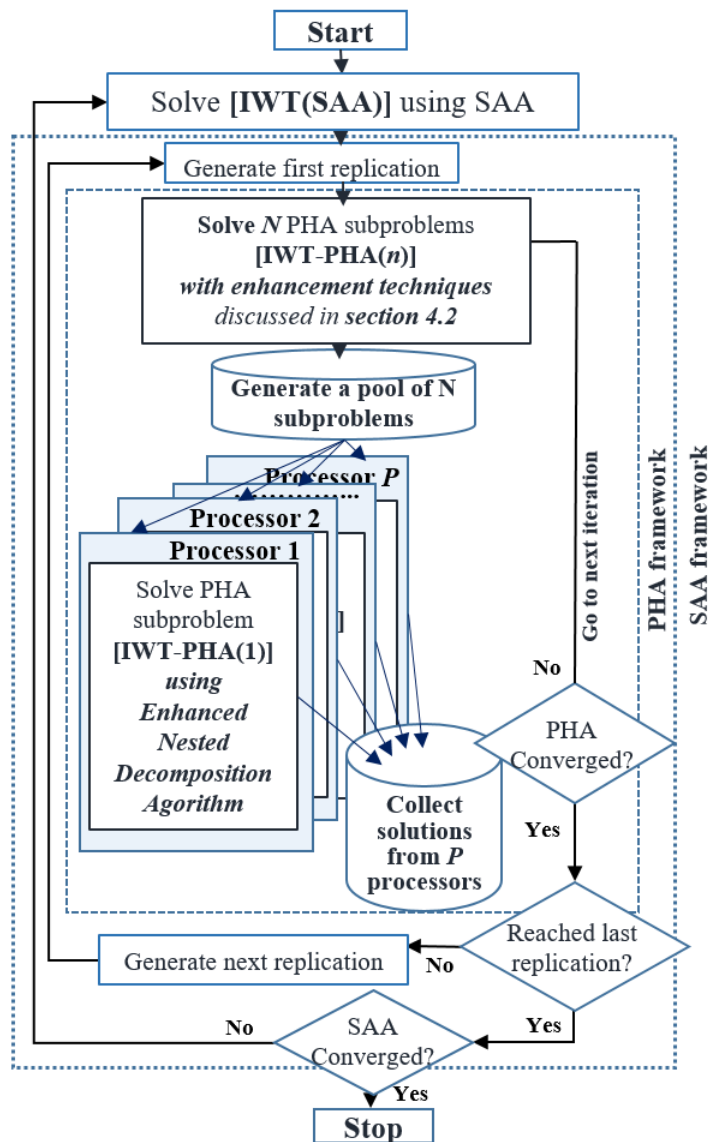 Start
Solve [IWT(SAA)] using SAA
Generate first replication
Solve N PHA subproblems
[IWT-PHA(n)]
with enhancement techniques
discussed in section 4.2
Generate a pool of N
subproblems
Processor P
..............
Processor 2
Processor 1
Solve PHA
subproblem
[IWT-PHA(1)]
using
Enhanced
Nested
Decomposition
Agorithm
]
Collect
solutions
from P
processors
Go to next iteration
PHA framework
SAA framework
No
PHA
Converged?
Yes
Reached last
replication?
No
Generate next replication
Yes
SAA
Converged?
No
Yes
Stop